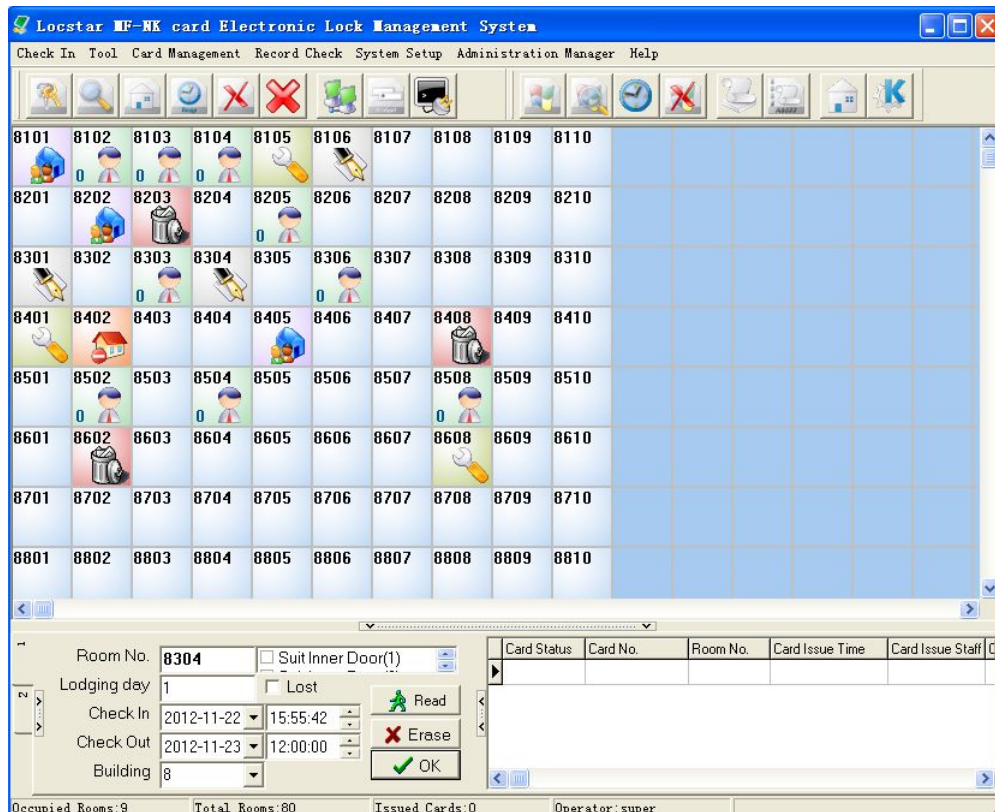 Locstar MF-NK card Electronic Lock Management System
Check In Tool Card Management Record Check System Setup Administration Manager Help
8101 8102 8103 8104 8105 8106 8107 8108 8109 8110
0 0 0
8201 8202 8203 8204 8205 8206 8207 8208 8209 8210
0
8301 8302 8303 8304 8305 8306 8307 8308 8309 8310
0 0
8401 8402 8403 8404 8405 8406 8407 8408 8409 8410
8501 8502 8503 8504 8505 8506 8507 8508 8509 8510
0 0 0
8601 8602 8603 8604 8605 8606 8607 8608 8609 8610
8701 8702 8703 8704 8705 8706 8707 8708 8709 8710
8801 8802 8803 8804 8805 8806 8807 8808 8809 8810
1
2
Room No. 8304 Suit Inner Door(1)
Lodging day 1 Lost
Check In 2012-11-22 15:55:42
Check Out 2012-11-23 12:00:00
Building 8
Read
Erase
OK
Card Status Card No. Room No. Card Issue Time Card Issue Staff
Occupied Rooms:9 Total Rooms:80 Issued Cards:0 Operator:super